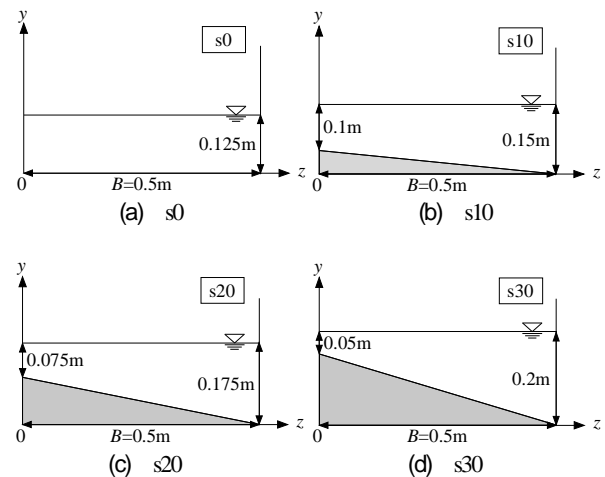 y
s0
0.125m
0
B=0.5m
z
(a) s0
y
s10
0.1m
0.15m
0
B=0.5m
z
(b) s10
y
s20
0.075m
0.175m
0
B=0.5m
z
(c) s20
y
s30
0.05m
0.2m
0
B=0.5m
z
(d) s30